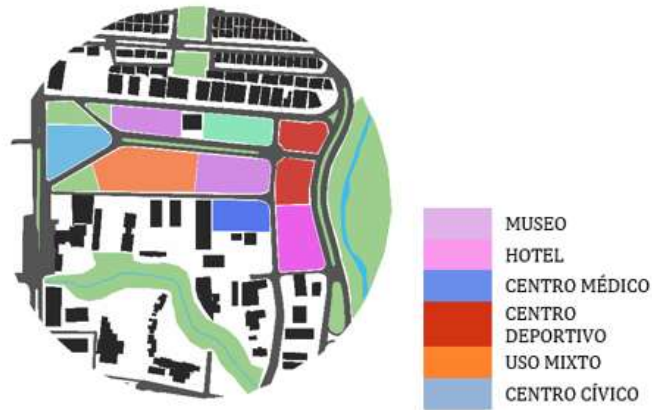 MUSEO
HOTEL
CENTRO MÉDICO
CENTRO
DEPORTIVO
USO MIXTO
CENTRO CÍVICO